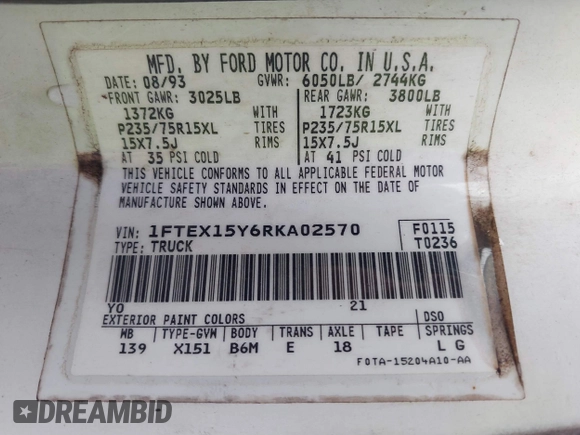 MFD. BY FORD MOTOR CO. IN U.S.A.
DATE: 08/93 GVWR: 6050LB/ 2744KG
FRONT GAWR: 3025LB REAR GAWR: 3800LB
1372KG WITH 1723KG WITH
P235/75R15XL TIRES P235/75R15XL TIRES
15X7.5J RIMS 15X7.5J RIMS
AT 35 PSI COLD AT 41 PSI COLD
THIS VEHICLE CONFORMS TO ALL APPLICABLE FEDERAL MOTOR
VEHICLE SAFETY STANDARDS IN EFFECT ON THE DATE OF
MANUFACTURE SHOWN ABOVE.
VIN: 1FTEX15Y6RKA02570 F0115
TYPE: TRUCK T0236
YO 21
EXTERIOR PAINT COLORS DSO
WB TYPE-GVM BODY TRANS AXLE TAPE SPRINGS
139 X151 B6M E 18 L G
F0TA-15204A10-AA
DREAMBID